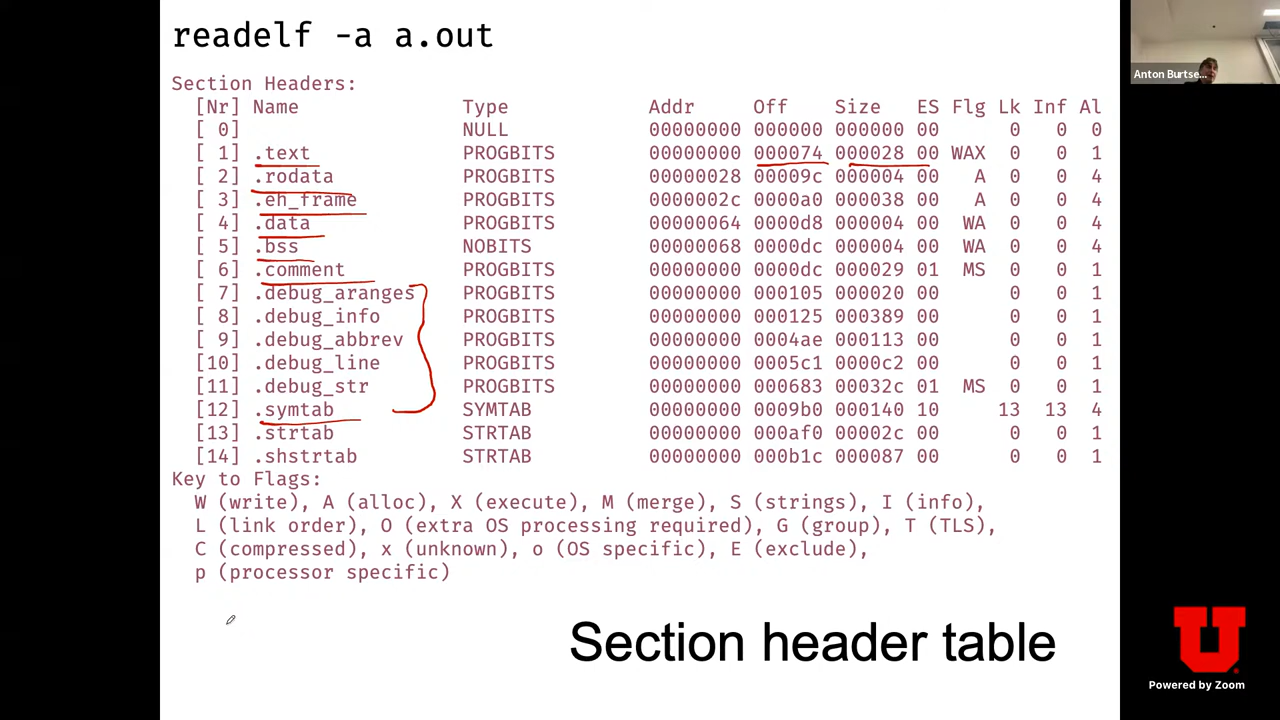 readelf -a a.out
Anton Burtse...
Section Headers:
[Nr] Name Type Addr Off Size ES Flg Lk Inf Al
[ 0] NULL 00000000 000000 000000 00 0 0 0
[ 1] .text PROGBITS 00000000 000074 000028 00 WAX 0 0 1
[ 2] .rodata PROGBITS 00000028 00009c 000004 00 A 0 0 4
[ 3] .eh_frame PROGBITS 0000002c 0000a0 000038 00 A 0 0 4
[ 4] .data PROGBITS 00000064 0000d8 000004 00 WA 0 0 4
[ 5] .bss NOBITS 00000068 0000dc 000004 00 WA 0 0 4
[ 6] .comment PROGBITS 00000000 0000dc 000029 01 MS 0 0 1
[ 7] .debug_aranges PROGBITS 00000000 000105 000020 00 0 0 1
[ 8] .debug_info PROGBITS 00000000 000125 000389 00 0 0 1
[ 9] .debug_abbrev PROGBITS 00000000 0004ae 000113 00 0 0 1
[10] .debug_line PROGBITS 00000000 0005c1 0000c2 00 0 0 1
[11] .debug_str PROGBITS 00000000 000683 00032c 01 MS 0 0 1
[12] .symtab SYMTAB 00000000 0009b0 000140 10 13 13 4
[13] .strtab STRTAB 00000000 000af0 00002c 00 0 0 1
[14] .shstrtab STRTAB 00000000 000b1c 000087 00 0 0 1
Key to Flags:
W (write), A (alloc), X (execute), M (merge), S (strings), I (info),
L (link order), O (extra OS processing required), G (group), T (TLS),
C (compressed), x (unknown), o (OS specific), E (exclude),
p (processor specific)
Section header table
U
Powered by Zoom